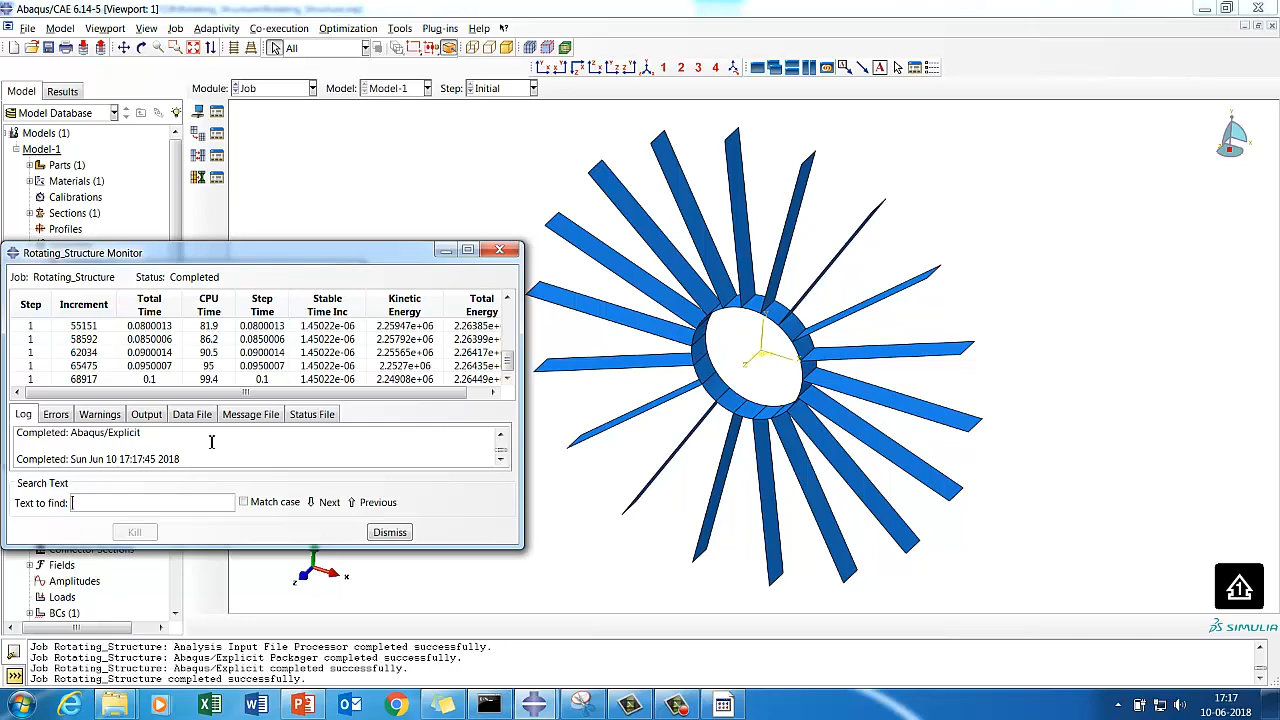 Abaqus/CAE 6.14-5 [Viewport: 1]
File Model Viewport View Job Adaptivity Co-execution Optimization Tools Plug-ins Help
All
1 2 3 4
Model Results
Module: Job Model: Model-1 Step: Initial
Model Database
Models (1)
Model-1
Parts (1)
Materials (1)
Calibrations
Sections (1)
Profiles
Rotating_Structure Monitor
Job: Rotating_Structure Status: Completed
Step Increment Total Time CPU Time Step Time Stable Time Inc Kinetic Energy Total Energy
1 55151 0.0800013 81.9 0.0800013 1.45022e-06 2.25947e+06 2.26385e+
1 58592 0.0850006 86.2 0.0850006 1.45022e-06 2.25792e+06 2.26399e+
1 62034 0.0900014 90.5 0.0900014 1.45022e-06 2.25565e+06 2.26417e+
1 65475 0.0950007 95 0.0950007 1.45022e-06 2.2527e+06 2.26435e+
1 68917 0.1 99.4 0.1 1.45022e-06 2.24908e+06 2.26449e+
Log Errors Warnings Output Data File Message File Status File
Completed: Abaqus/Explicit
Completed: Sun Jun 10 17:17:45 2018
Search Text
Text to find: Match case Next Previous
Kill Dismiss
Connector Sections
Fields
Amplitudes
Loads
BCs (1)
Z X
SIMULIA
Job Rotating_Structure: Analysis Input File Processor completed successfully.
Job Rotating_Structure: Abaqus/Explicit Packager completed successfully.
Job Rotating_Structure: Abaqus/Explicit completed successfully.
Job Rotating_Structure completed successfully.
17:17
10-06-2018